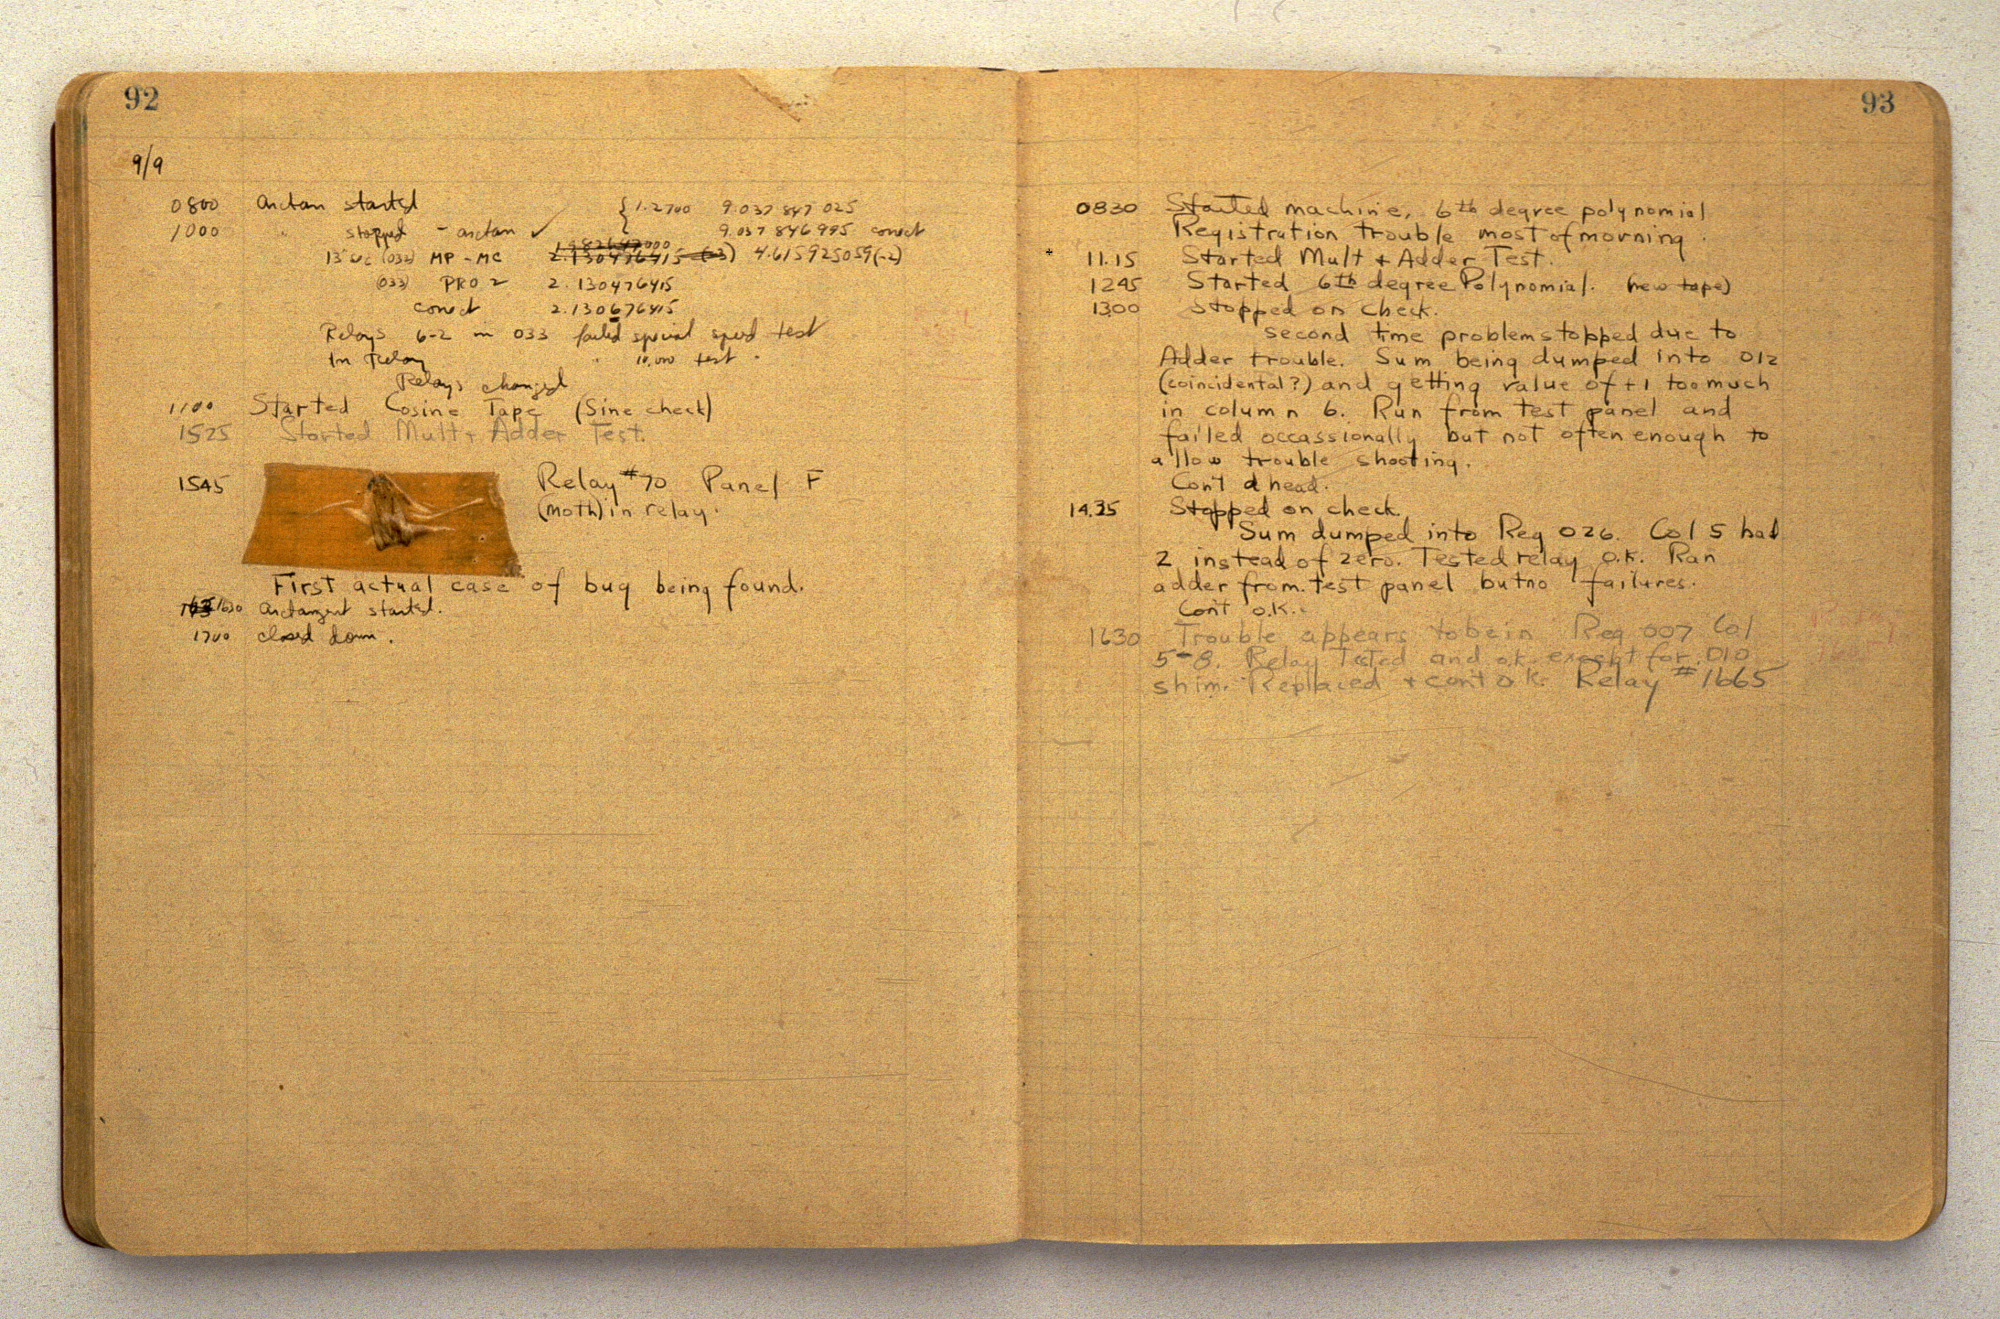 92
9/9
0800 arctan started { 1.2700 9.037 847 025
1000 " stopped - arctan ✓ 9.037 846 995 correct
13" uc (032) MP - MC 2.130476415 (-3) 4.615925059(-2)
(033) PRO 2 2.130476415
correct 2.130676415
Relays 6-2 in 033 failed special speed test
In Relay " 10,000 test .
Relays changed
1100 Started Cosine Tape (Sine check)
1525 Started Mult + Adder Test.
1545 Relay #70 Panel F
(moth) in relay.
First actual case of bug being found.
1630 arctangent started.
1700 closed down.
93
0830 Started machine, 6th degree polynomial
Registration trouble most of morning.
11.15 Started Mult + Adder Test.
1245 Started 6th degree Polynomial. (new tape)
1300 Stopped on check.
Second time problem stopped due to
Adder trouble. Sum being dumped into 012
(coincidental?) and getting value of +1 too much
in column 6. Run from test panel and
failed occassionally but not often enough to
allow trouble shooting.
Con't ahead.
14.35 Stopped on check.
Sum dumped into Reg 026. Col 5 had
2 instead of zero. Tested relay O.K. Ran
adder from test panel but no failures.
Con't O.K.
1630 Trouble appears to be in Reg 007 Col
5-8. Relay Tested and o.k. except for .010
shim. Replaced + con't O.K. Relay #1665